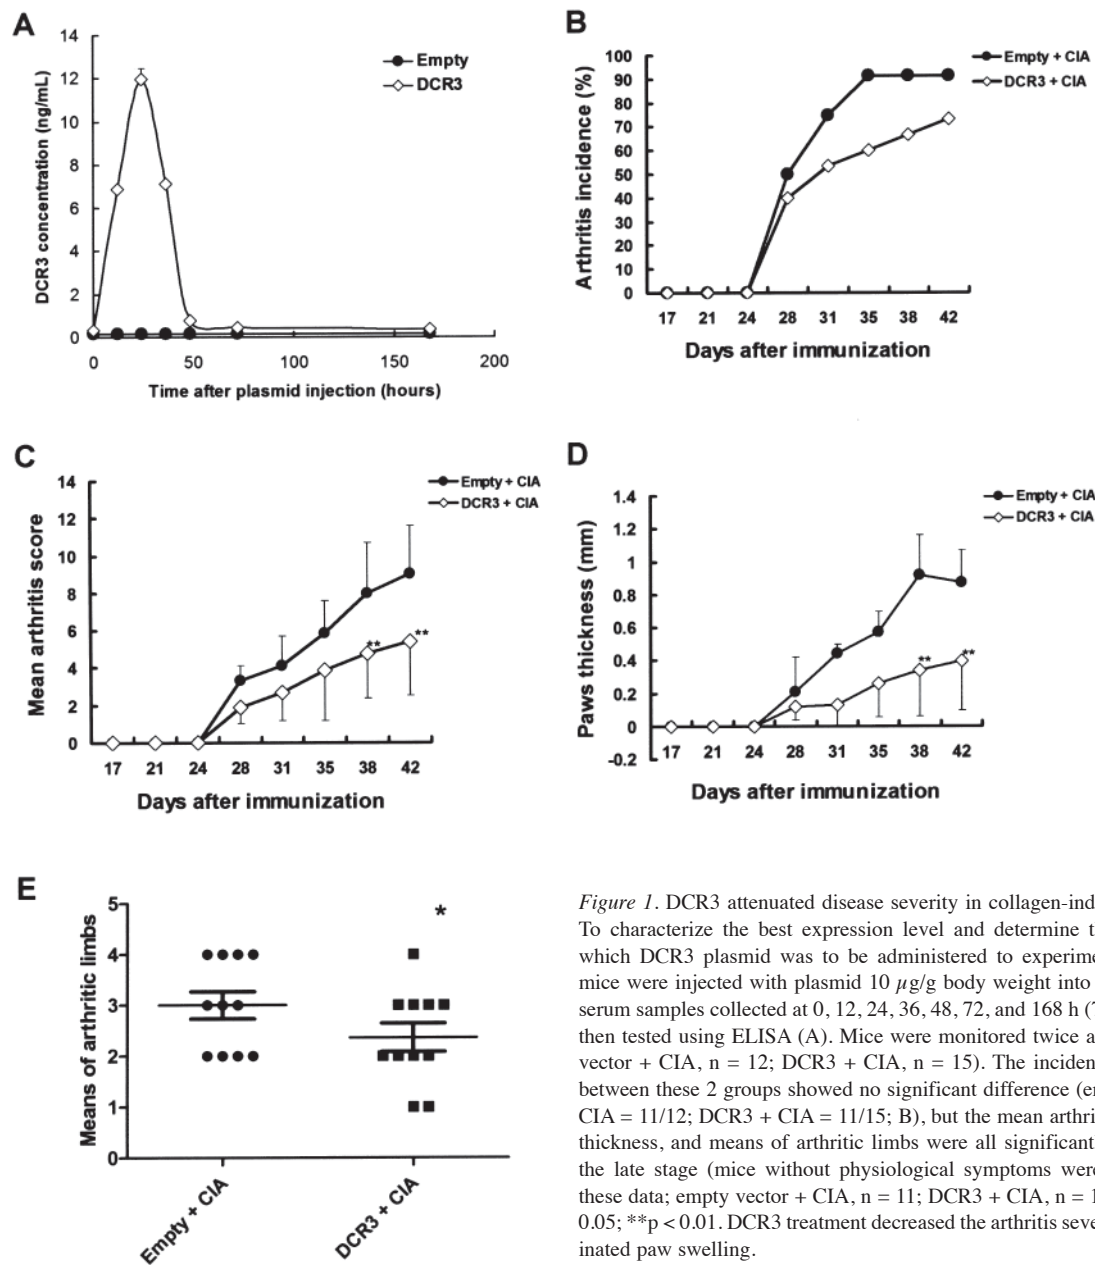 A
14
12
10
8
6
4
2
0
DCR3 concentration (ng/mL)
Empty
DCR3
0 50 100 150 200
Time after plasmid injection (hours)
B
100
90
80
70
60
50
40
30
20
10
0
Arthritis incidence (%)
Empty + CIA
DCR3 + CIA
17 21 24 28 31 35 38 42
Days after immunization
C
14
12
10
8
6
4
2
0
Mean arthritis score
Empty + CIA
DCR3 + CIA
**
**
17 21 24 28 31 35 38 42
Days after immunization
D
1.4
1.2
1
0.8
0.6
0.4
0.2
0
-0.2
Paws thickness (mm)
Empty + CIA
DCR3 + CIA
**
**
17 21 24 28 31 35 38 42
Days after immunization
E
5
4
3
2
1
0
Means of arthritic limbs
*
Empty + CIA
DCR3 + CIA
Figure 1. DCR3 attenuated disease severity in collagen-ind
To characterize the best expression level and determine t
which DCR3 plasmid was to be administered to experime
mice were injected with plasmid 10 µg/g body weight into
serum samples collected at 0, 12, 24, 36, 48, 72, and 168 h (7
then tested using ELISA (A). Mice were monitored twice a
vector + CIA, n = 12; DCR3 + CIA, n = 15). The inciden
between these 2 groups showed no significant difference (er
CIA = 11/12; DCR3 + CIA = 11/15; B), but the mean arthri
thickness, and means of arthritic limbs were all significant
the late stage (mice without physiological symptoms were
these data; empty vector + CIA, n = 11; DCR3 + CIA, n = 1
0.05; **p < 0.01. DCR3 treatment decreased the arthritis seve
inated paw swelling.